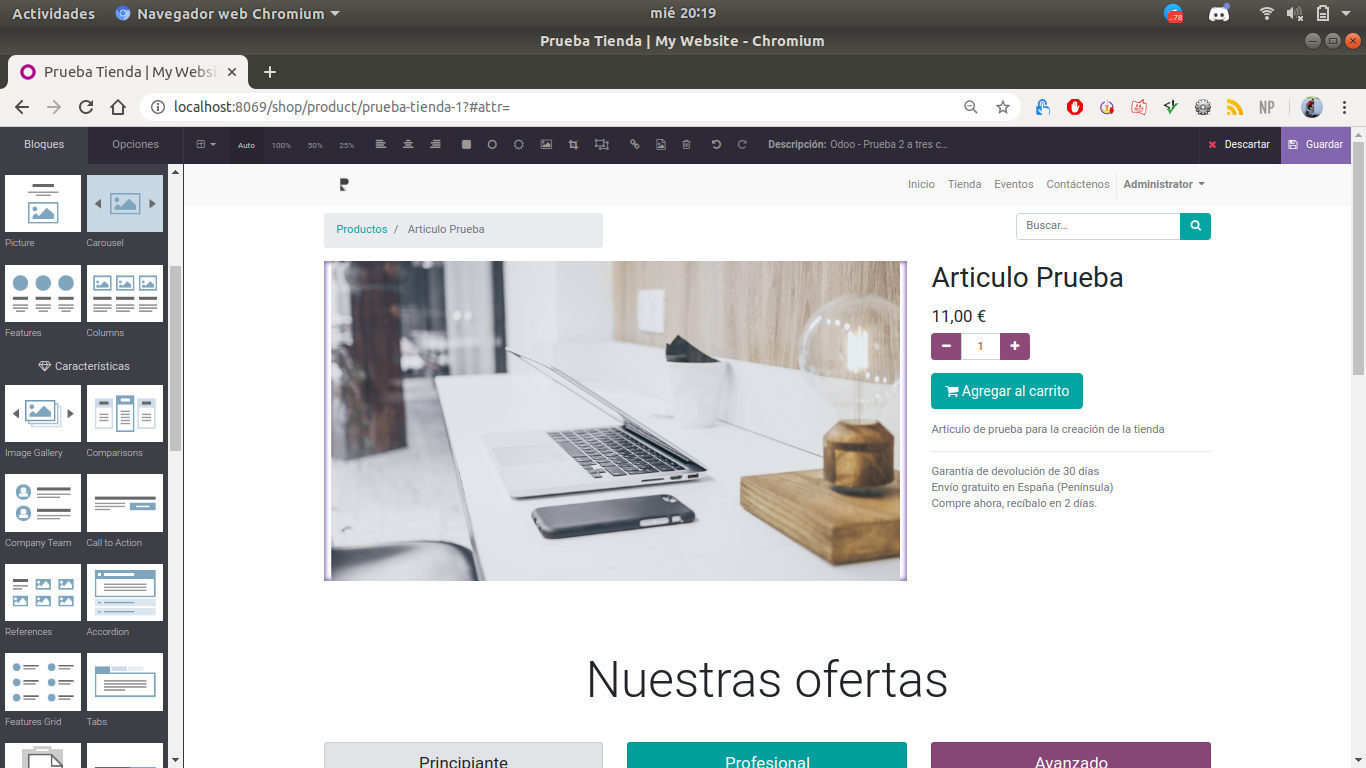 Actividades Navegador web Chromium mié 20:19 78
Prueba Tienda | My Website - Chromium
Prueba Tienda | My Websi
localhost:8069/shop/product/prueba-tienda-1?#attr= NP
Bloques Opciones Auto 100% 50% 25% Descripción: Odoo - Prueba 2 a tres c... Descartar Guardar
Inicio Tienda Eventos Contáctenos Administrator
Picture Carousel
Features Columns
Características
Image Gallery Comparisons
Company Team Call to Action
References Accordion
Features Grid Tabs
Productos / Articulo Prueba
Buscar...
Articulo Prueba
11,00 €
1
Agregar al carrito
Articulo de prueba para la creación de la tienda
Garantía de devolución de 30 días
Envío gratuito en España (Península)
Compre ahora, recíbalo en 2 días.
Nuestras ofertas
Principiante Profesional Avanzado